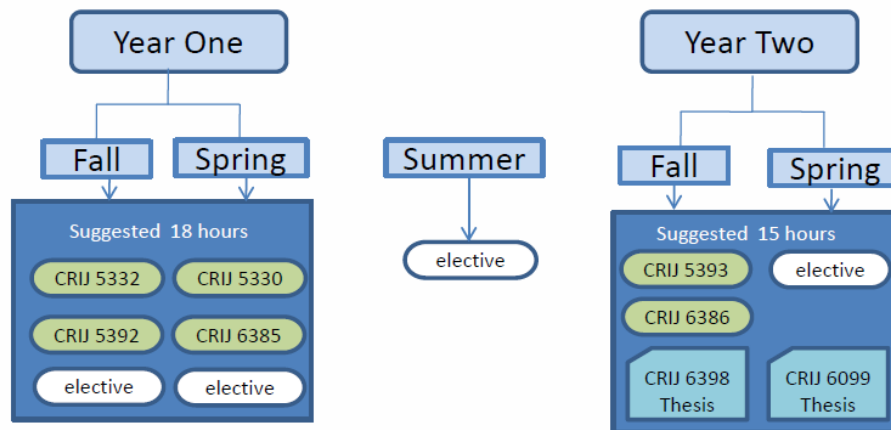 Year One
Year Two
Fall
Spring
Summer
Fall
Spring
Suggested 18 hours
CRIJ 5332
CRIJ 5330
CRIJ 5392
CRIJ 6385
elective
elective
elective
Suggested 15 hours
CRIJ 5393
elective
CRIJ 6386
CRIJ 6398
Thesis
CRIJ 6099
Thesis